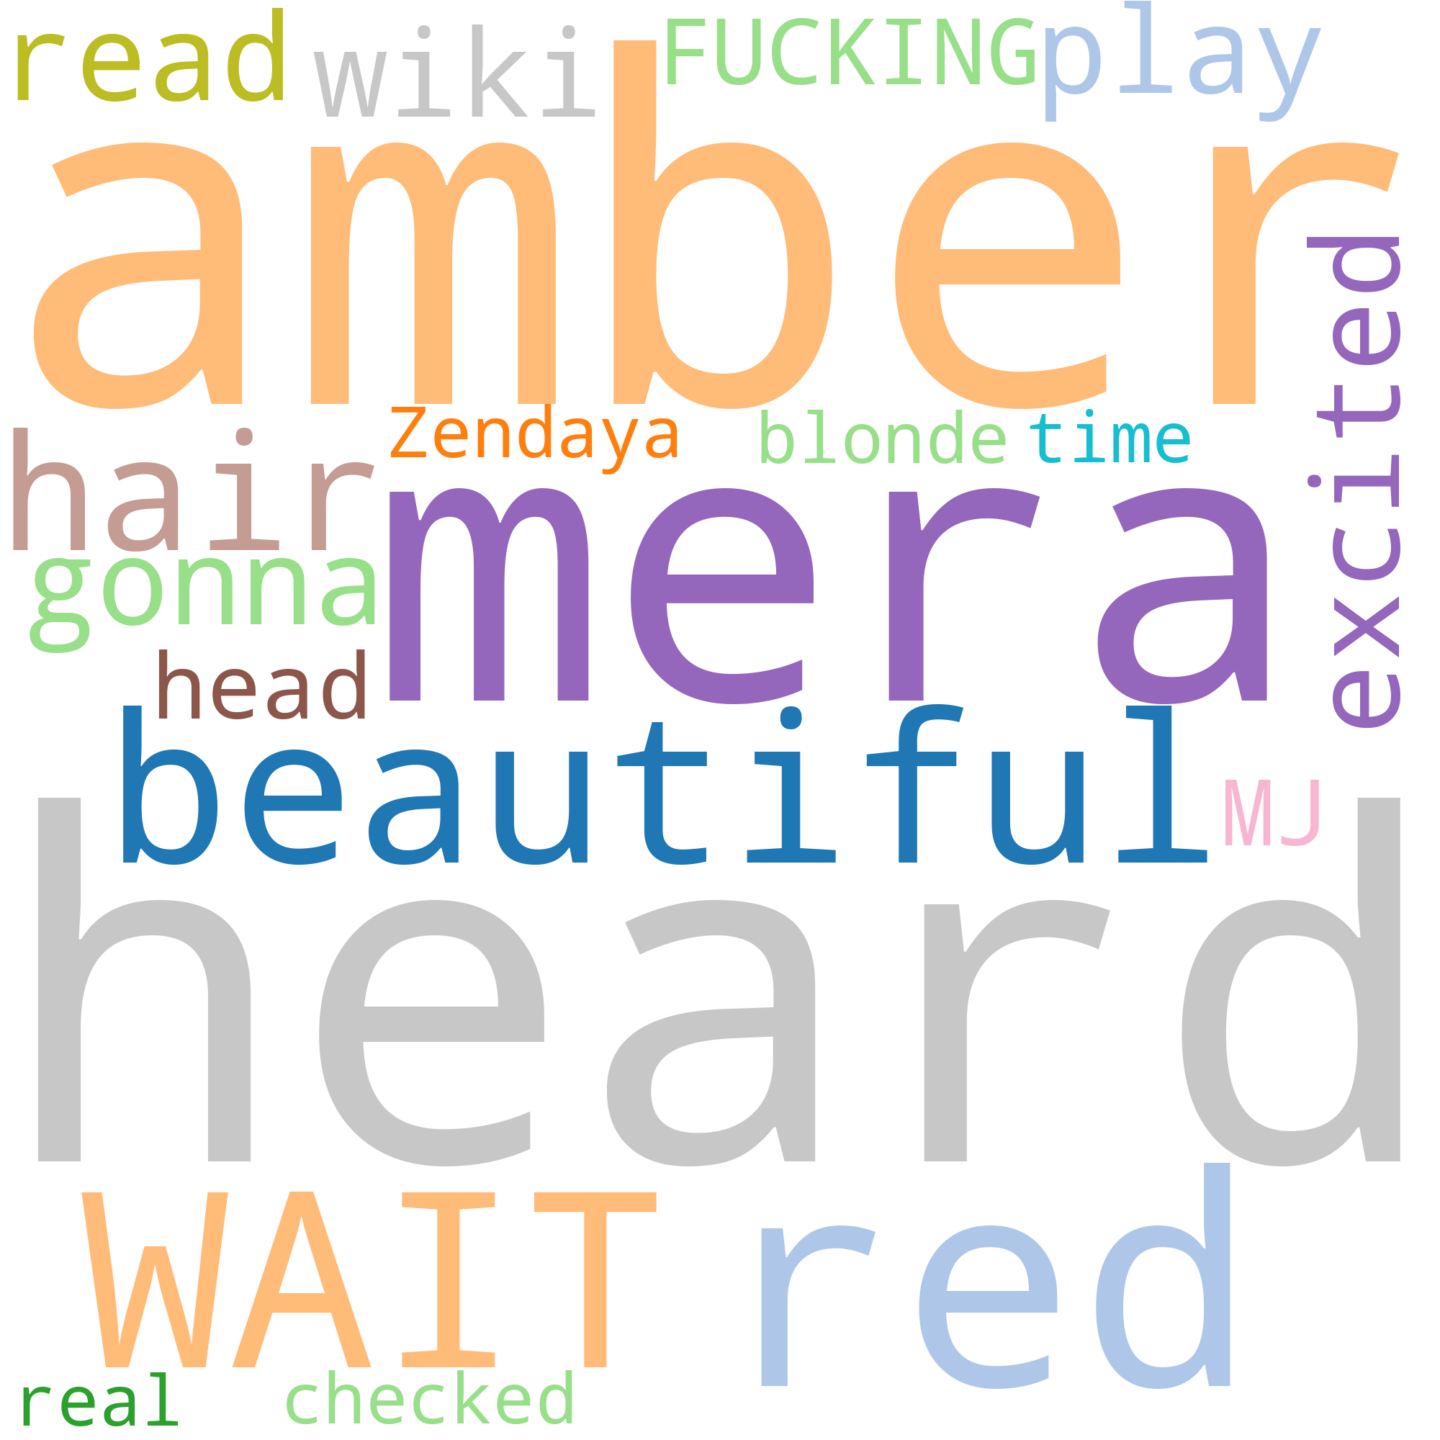 read wiki FUCKING play
amber
excited
Zendaya blonde time
hair
mera
gonna
head
beautiful
MJ
heard
WAIT red
real checked